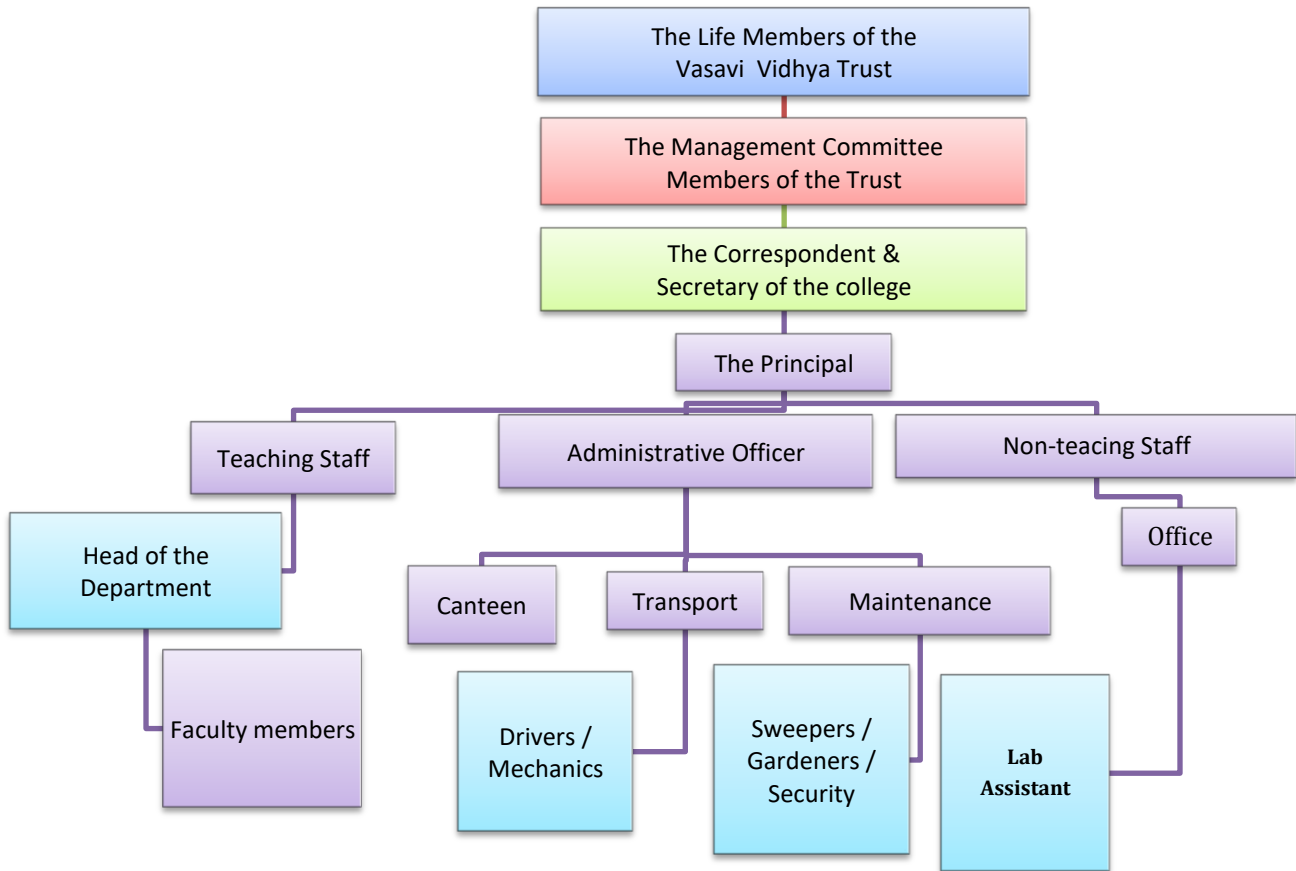 The Life Members of the
Vasavi Vidhya Trust
The Management Committee
Members of the Trust
The Correspondent &
Secretary of the college
The Principal
Teaching Staff
Administrative Officer
Non-teacing Staff
Head of the
Department
Office
Canteen
Transport
Maintenance
Faculty members
Drivers /
Mechanics
Sweepers /
Gardeners /
Security
Lab
Assistant